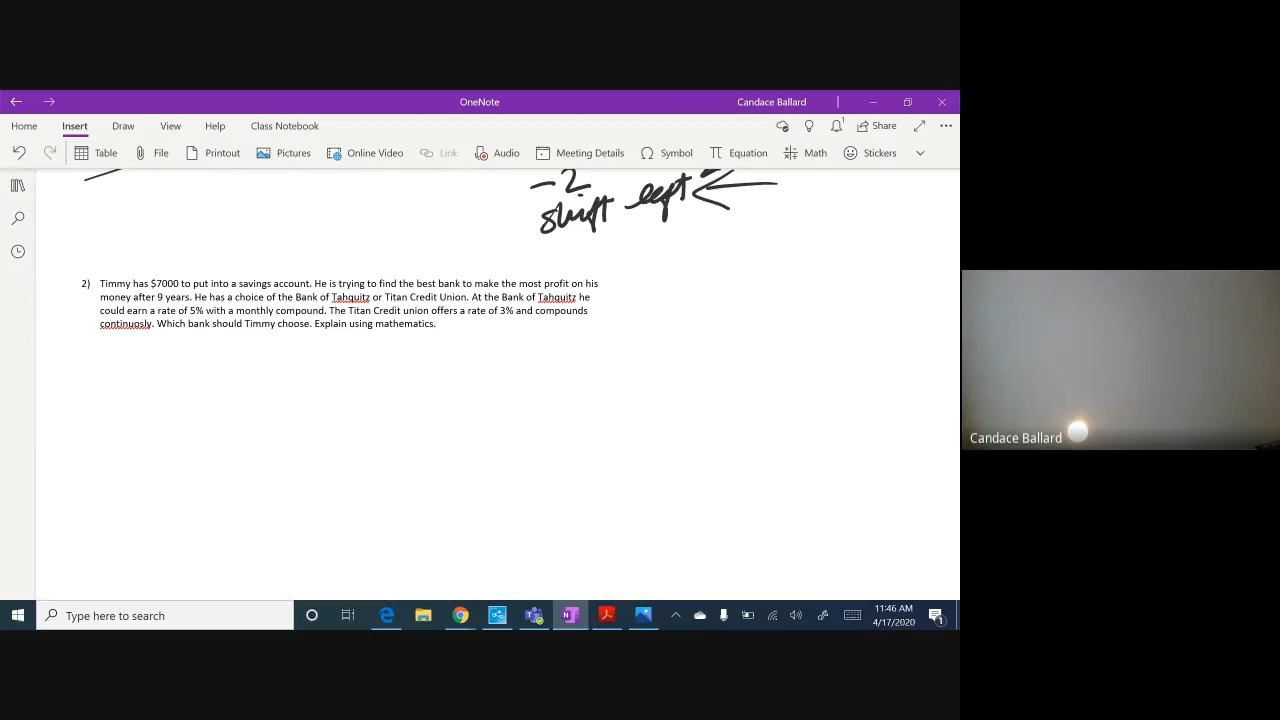 OneNote
Candace Ballard
Home Insert Draw View Help Class Notebook
Share
Table File Printout Pictures Online Video Link Audio Meeting Details Symbol Equation Math Stickers
-2
shift left
2) Timmy has $7000 to put into a savings account. He is trying to find the best bank to make the most profit on his
money after 9 years. He has a choice of the Bank of Tahquitz or Titan Credit Union. At the Bank of Tahquitz he
could earn a rate of 5% with a monthly compound. The Titan Credit union offers a rate of 3% and compounds
continuosly. Which bank should Timmy choose. Explain using mathematics.
Candace Ballard
Type here to search
11:46 AM
4/17/2020